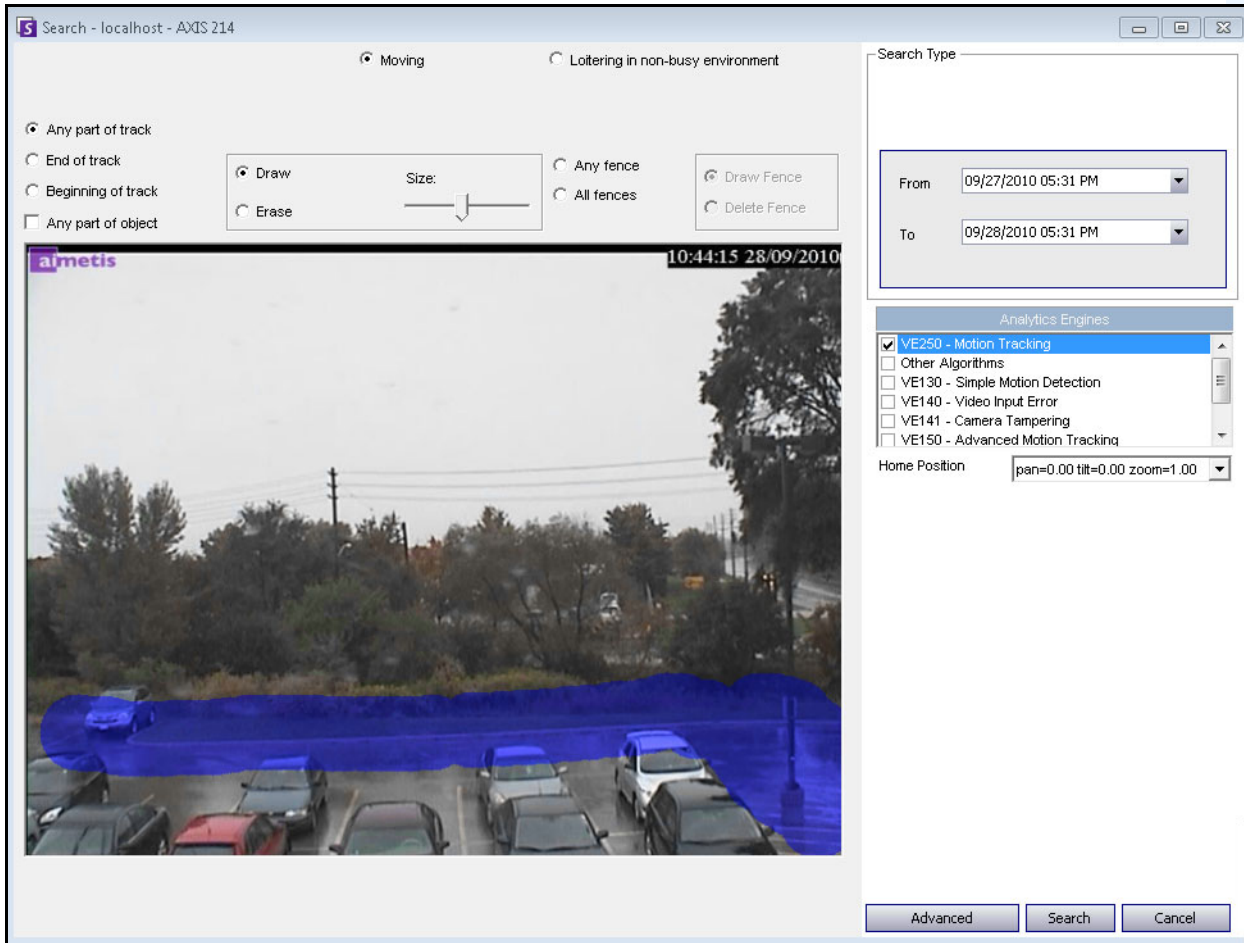 Search - localhost - AXIS 214
Moving
Loitering in non-busy environment
Any part of track
End of track
Beginning of track
Any part of object
Draw
Erase
Size:
Any fence
All fences
Draw Fence
Delete Fence
aimetis
10:44:15 28/09/2010
Search Type
From
09/27/2010 05:31 PM
To
09/28/2010 05:31 PM
Analytics Engines
VE250 - Motion Tracking
Other Algorithms
VE130 - Simple Motion Detection
VE140 - Video Input Error
VE141 - Camera Tampering
VE150 - Advanced Motion Tracking
Home Position
pan=0.00 tilt=0.00 zoom=1.00
Advanced
Search
Cancel